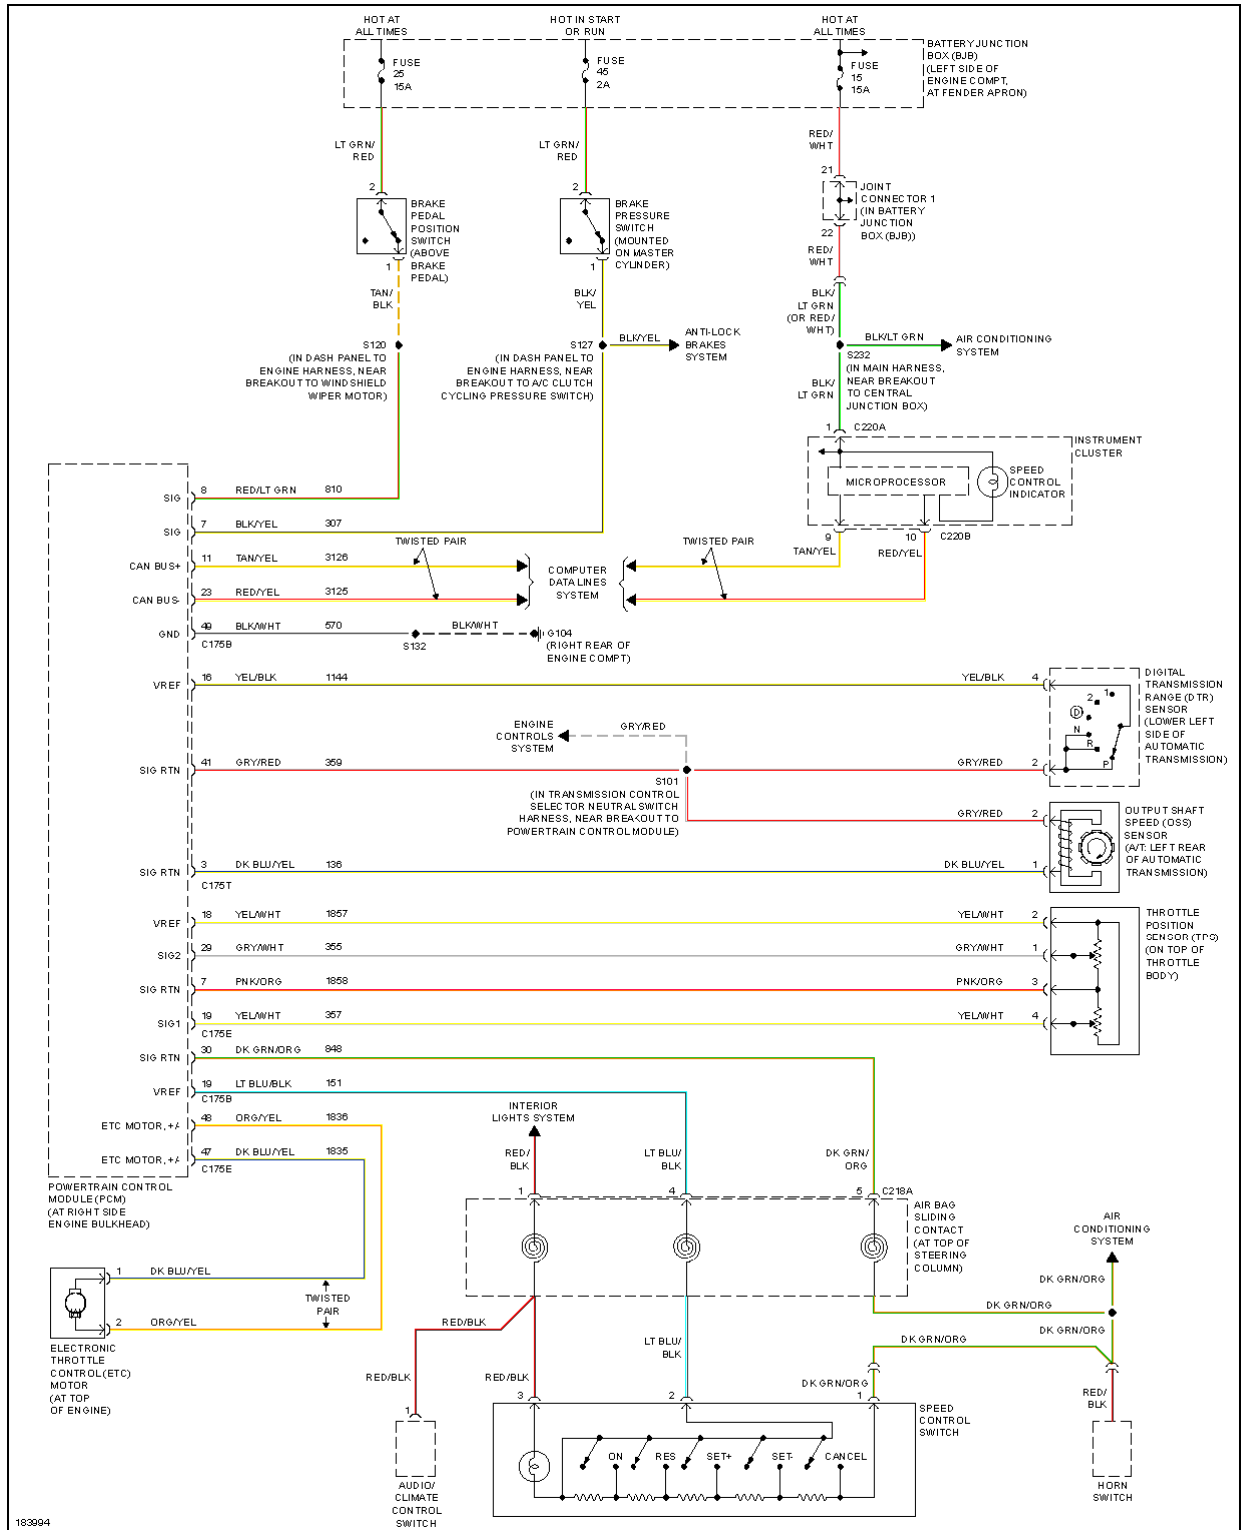 HOT AT
ALL TIMES
HOT IN START
OR RUN
HOT AT
ALL TIMES
FUSE
25
15A
FUSE
45
2A
FUSE
15
15A
BATTERY JUNCTION
BOX (BJB)
(LEFT SIDE OF
ENGINE COMPT,
AT FENDER APRON)
LT GRN/
RED
LT GRN/
RED
RED/
WHT
2
2
21
BRAKE
PEDAL
POSITION
SWITCH
(ABOVE
BRAKE
PEDAL)
BRAKE
PRESSURE
SWITCH
(MOUNTED
ON MASTER
CYLINDER)
JOINT
CONNECTOR 1
(IN BATTERY
JUNCTION
BOX (BJB))
22
RED/
WHT
1
1
TAN/
BLK
BLK/
YEL
BLK/
LT GRN
(OR RED/
WHT)
S120
(IN DASH PANEL TO
ENGINE HARNESS, NEAR
BREAKOUT TO WINDSHIELD
WIPER MOTOR)
S127
(IN DASH PANEL TO
ENGINE HARNESS, NEAR
BREAKOUT TO A/C CLUTCH
CYCLING PRESSURE SWITCH)
BLK/YEL
ANTI-LOCK
BRAKES
SYSTEM
BLK/LT GRN
AIR CONDITIONING
SYSTEM
S232
(IN MAIN HARNESS,
NEAR BREAKOUT
TO CENTRAL
JUNCTION BOX)
BLK/
LT GRN
1
C220A
INSTRUMENT
CLUSTER
MICROPROCESSOR
SPEED
CONTROL
INDICATOR
9
10
C220B
TAN/YEL
RED/YEL
SIG
8
RED/LT GRN
810
SIG
7
BLK/YEL
307
CAN BUS+
11
TAN/YEL
3126
CAN BUS-
23
RED/YEL
3125
TWISTED PAIR
COMPUTER
DATA LINES
SYSTEM
TWISTED PAIR
GND
49
BLK/WHT
570
C175B
S132
BLK/WHT
G104
(RIGHT REAR OF
ENGINE COMPT)
VREF
16
YEL/BLK
1144
YEL/BLK
4
DIGITAL
TRANSMISSION
RANGE (DTR)
SENSOR
(LOWER LEFT
SIDE OF
AUTOMATIC
TRANSMISSION)
1
2
D
N
R
P
ENGINE
CONTROLS
SYSTEM
GRY/RED
SIG RTN
41
GRY/RED
359
GRY/RED
2
S101
(IN TRANSMISSION CONTROL
SELECTOR NEUTRAL SWITCH
HARNESS, NEAR BREAKOUT TO
POWERTRAIN CONTROL MODULE)
GRY/RED
2
OUTPUT SHAFT
SPEED (OSS)
SENSOR
(A/T: LEFT REAR
OF AUTOMATIC
TRANSMISSION)
SIG RTN
3
DK BLU/YEL
136
C175T
DK BLU/YEL
1
VREF
18
YEL/WHT
1857
YEL/WHT
2
THROTTLE
POSITION
SENSOR (TPS)
(ON TOP OF
THROTTLE
BODY)
SIG2
29
GRY/WHT
355
GRY/WHT
1
SIG RTN
7
PNK/ORG
1858
PNK/ORG
3
SIG1
19
YEL/WHT
357
C175E
YEL/WHT
4
SIG RTN
30
DK GRN/ORG
848
VREF
19
LT BLU/BLK
151
C175B
ETC MOTOR, +/-
48
ORG/YEL
1836
ETC MOTOR, +/-
47
DK BLU/YEL
1835
C175E
POWERTRAIN CONTROL
MODULE (PCM)
(AT RIGHT SIDE
ENGINE BULKHEAD)
INTERIOR
LIGHTS SYSTEM
RED/
BLK
LT BLU/
BLK
DK GRN/
ORG
1
4
5
C218A
AIR BAG
SLIDING
CONTACT
(AT TOP OF
STEERING
COLUMN)
AIR
CONDITIONING
SYSTEM
DK GRN/ORG
DK GRN/ORG
DK GRN/ORG
DK GRN/ORG
1
DK BLU/YEL
2
ORG/YEL
TWISTED
PAIR
ELECTRONIC
THROTTLE
CONTROL (ETC)
MOTOR
(AT TOP
OF ENGINE)
RED/BLK
RED/BLK
RED/BLK
LT BLU/
BLK
DK GRN/ORG
RED/
BLK
1
3
2
1
SPEED
CONTROL
SWITCH
ON
RES
SET+
SET-
CANCEL
AUDIO/
CLIMATE
CONTROL
SWITCH
HORN
SWITCH
183994